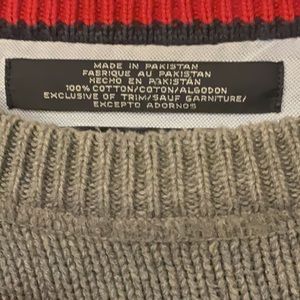 MADE IN PAKISTAN
FABRIQUE AU PAKISTAN
HECHO EN PAKISTÁN
100% COTTON/COTON/ALGODON
EXCLUSIVE OF TRIM/SAUF GARNITURE/
EXCEPTO ADORNOS